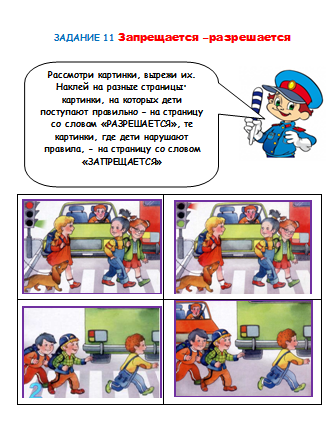 ЗАДАНИЕ 11 Запрещается –разрешается
Рассмотри картинки, вырежи их.
Наклей на разные страницы:
картинки, на которых дети
поступают правильно – на страницу
со словом «РАЗРЕШАЕТСЯ», те
картинки, где дети нарушают
правила, – на страницу со словом
«ЗАПРЕЩАЕТСЯ»
2